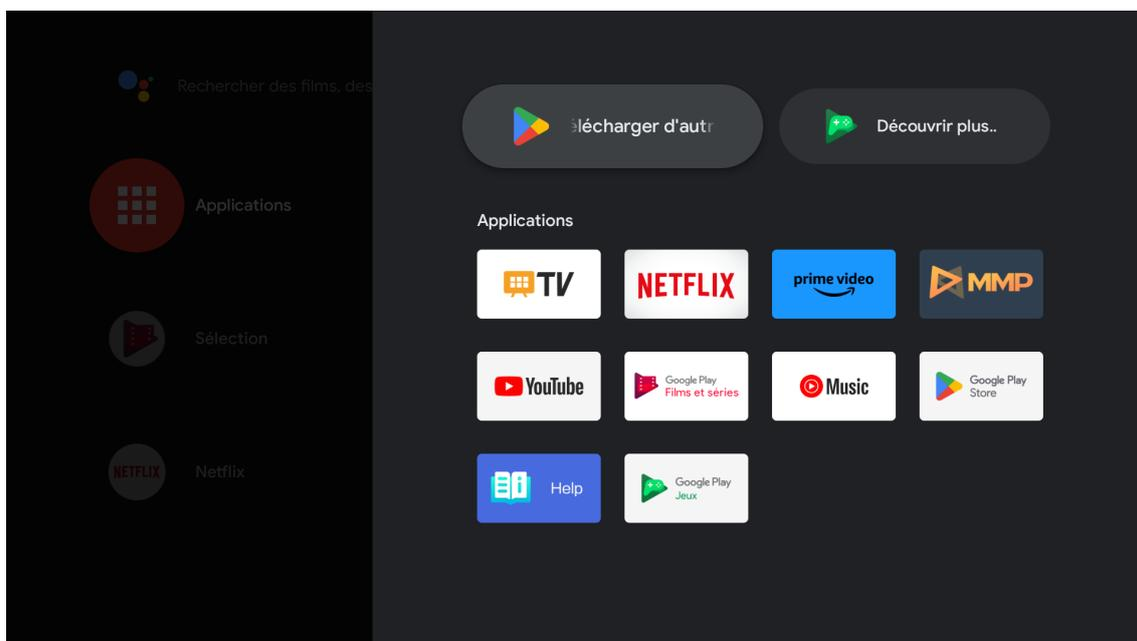 Rechercher des films, des
élécharger d'autr
Découvrir plus..
Applications
Applications
TV
NETFLIX
prime video
MMP
Sélection
YouTube
Google Play
Films et séries
Music
Google Play
Store
NETFLIX
Netflix
Help
Google Play
Jeux